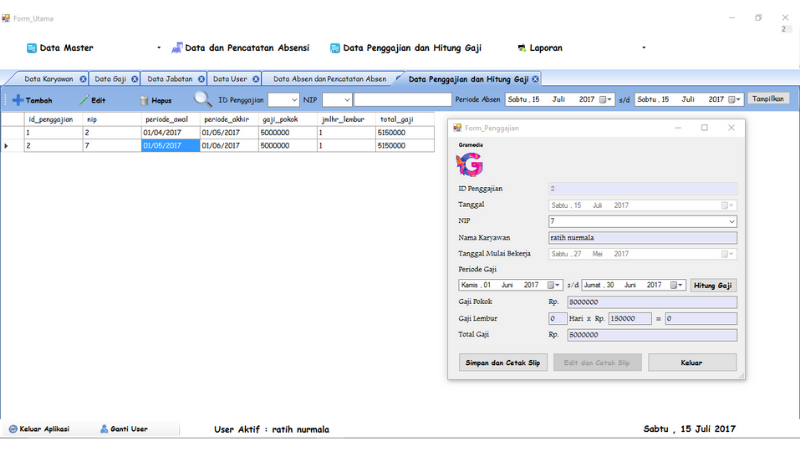 Form_Utama
2
Data Master
Data dan Pencatatan Absensi
Data Penggajian dan Hitung Gaji
Laporan
Data Karyawan
Data Gaji
Data Jabatan
Data User
Data Absen dan Pencatatan Absen
Data Penggajian dan Hitung Gaji
Tambah
Edit
Hapus
ID Penggajian
NIP
Periode Absen
Sabtu , 15 Juli 2017
s/d
Sabtu , 15 Juli 2017
Tampilkan
id_penggajian nip periode_awal periode_akhir gaji_pokok jmlhr_lembur total_gaji
1 2 01/04/2017 01/05/2017 5000000 1 5150000
2 7 01/05/2017 01/06/2017 5000000 1 5150000
Form_Penggajian
Gramedia
G
ID Penggajian 2
Tanggal Sabtu , 15 Juli 2017
NIP 7
Nama Karyawan ratih nurmala
Tanggal Mulai Bekerja Sabtu , 27 Mei 2017
Periode Gaji
Kamis , 01 Juni 2017 s/d Jumat , 30 Juni 2017 Hitung Gaji
Gaji Pokok Rp. 5000000
Gaji Lembur 0 Hari x Rp. 150000 = 0
Total Gaji Rp. 5000000
Simpan dan Cetak Slip
Edit dan Cetak Slip
Keluar
Keluar Aplikasi
Ganti User
User Aktif : ratih nurmala
Sabtu , 15 Juli 2017